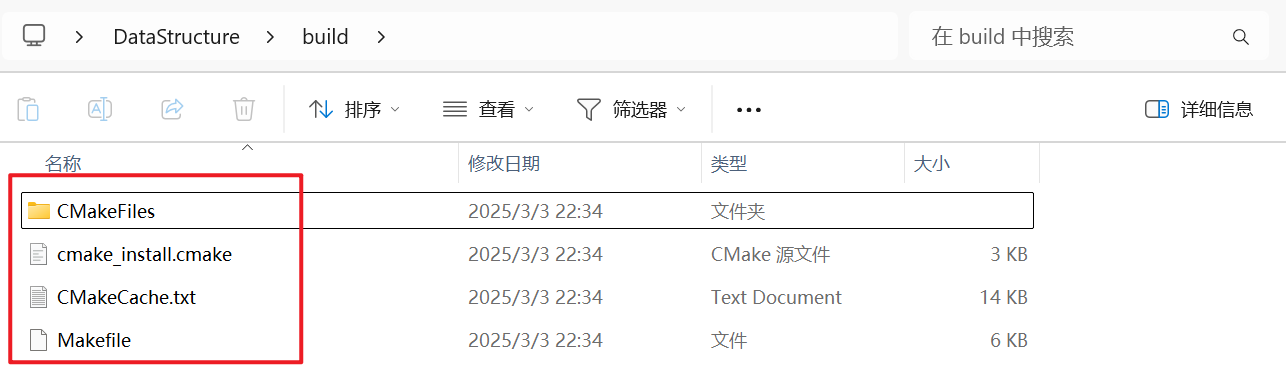 DataStructure > build >
在 build 中搜索
排序 查看 筛选器 ••• 详细信息
名称 修改日期 类型 大小
CMakeFiles 2025/3/3 22:34 文件夹
cmake_install.cmake 2025/3/3 22:34 CMake 源文件 3 KB
CMakeCache.txt 2025/3/3 22:34 Text Document 14 KB
Makefile 2025/3/3 22:34 文件 6 KB